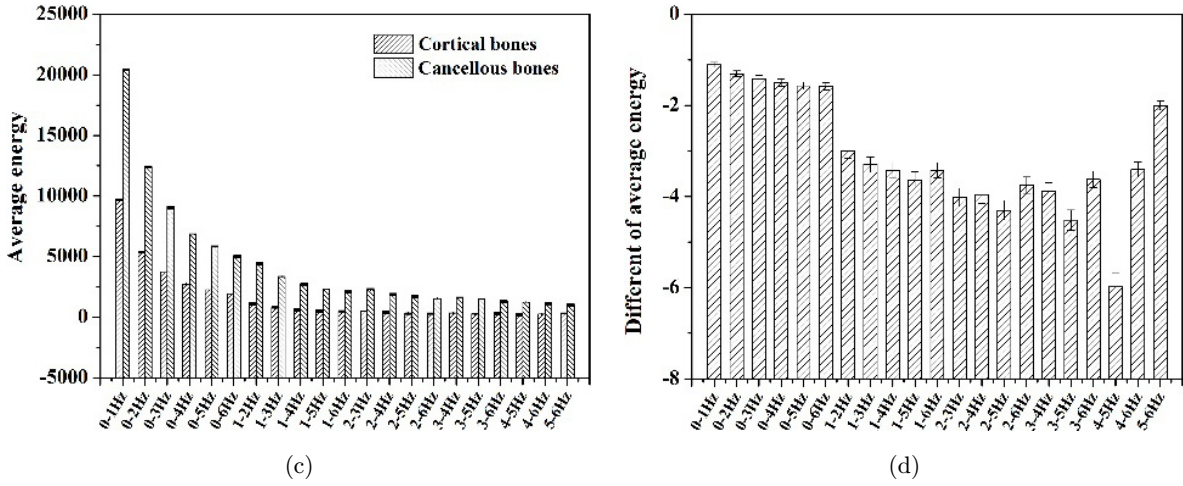 25000
20000
15000
10000
5000
0
-5000
Average energy
Cortical bones
Cancellous bones
0-1Hz
0-2Hz
0-3Hz
0-4Hz
0-5Hz
0-6Hz
1-2Hz
1-3Hz
1-4Hz
1-5Hz
1-6Hz
2-3Hz
2-4Hz
2-5Hz
2-6Hz
3-4Hz
3-5Hz
3-6Hz
4-5Hz
4-6Hz
5-6Hz
(c)
0
-2
-4
-6
-8
Different of average energy
0-1Hz
0-2Hz
0-3Hz
0-4Hz
0-5Hz
0-6Hz
1-2Hz
1-3Hz
1-4Hz
1-5Hz
1-6Hz
2-3Hz
2-4Hz
2-5Hz
2-6Hz
3-4Hz
3-5Hz
3-6Hz
4-5Hz
4-6Hz
5-6Hz
(d)